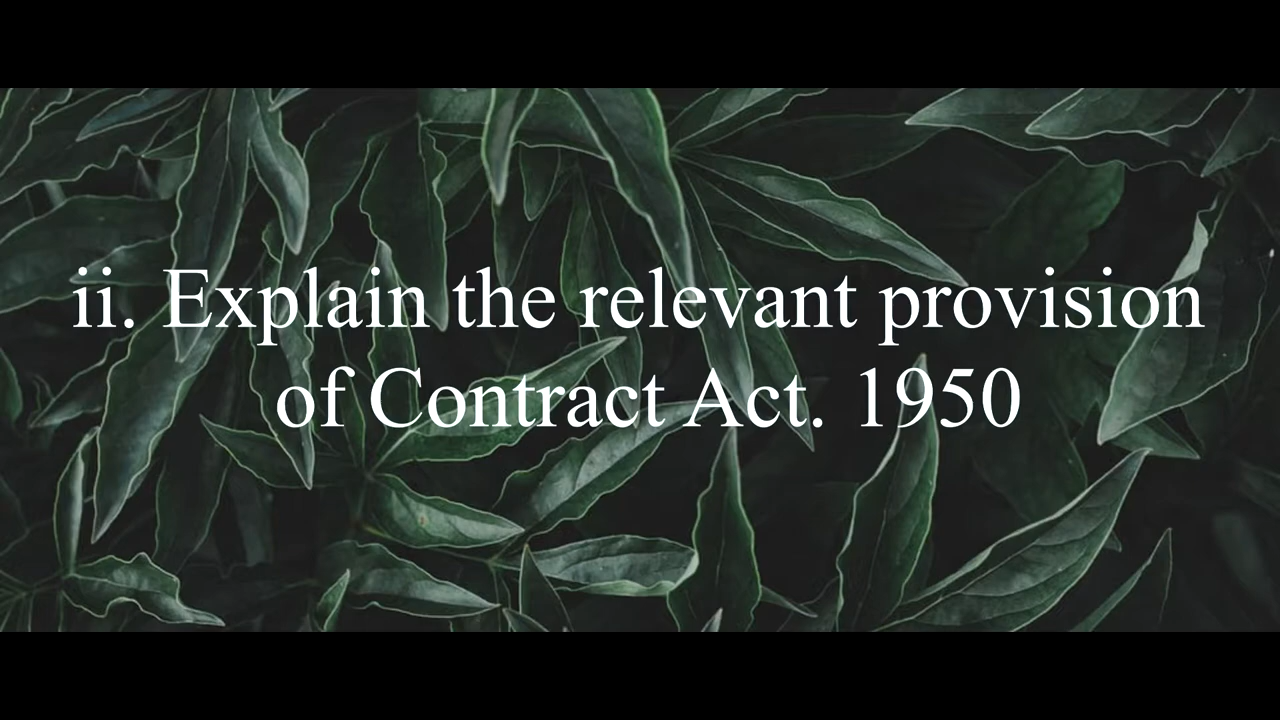 ii. Explain the relevant provision
of Contract Act. 1950